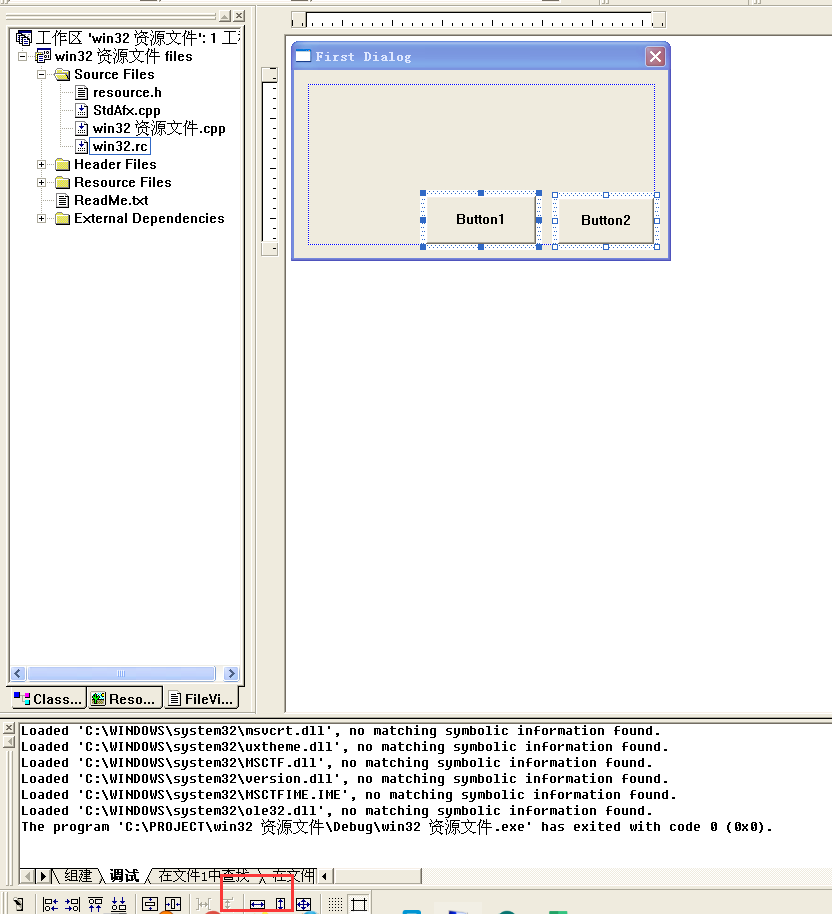 工作区 'win32 资源文件': 1 工
win32 资源文件 files
Source Files
resource.h
StdAfx.cpp
win32 资源文件.cpp
win32.rc
Header Files
Resource Files
ReadMe.txt
External Dependencies
Class...
Reso...
FileVi...
First Dialog
Button1
Button2
Loaded 'C:\WINDOWS\system32\msvcrt.dll', no matching symbolic information found.
Loaded 'C:\WINDOWS\system32\uxtheme.dll', no matching symbolic information found.
Loaded 'C:\WINDOWS\system32\MSCTF.dll', no matching symbolic information found.
Loaded 'C:\WINDOWS\system32\version.dll', no matching symbolic information found.
Loaded 'C:\WINDOWS\system32\MSCTFIME.IME', no matching symbolic information found.
Loaded 'C:\WINDOWS\system32\ole32.dll', no matching symbolic information found.
The program 'C:\PROJECT\win32 资源文件\Debug\win32 资源文件.exe' has exited with code 0 (0x0).
组建 调试 在文件1中查找 在文件